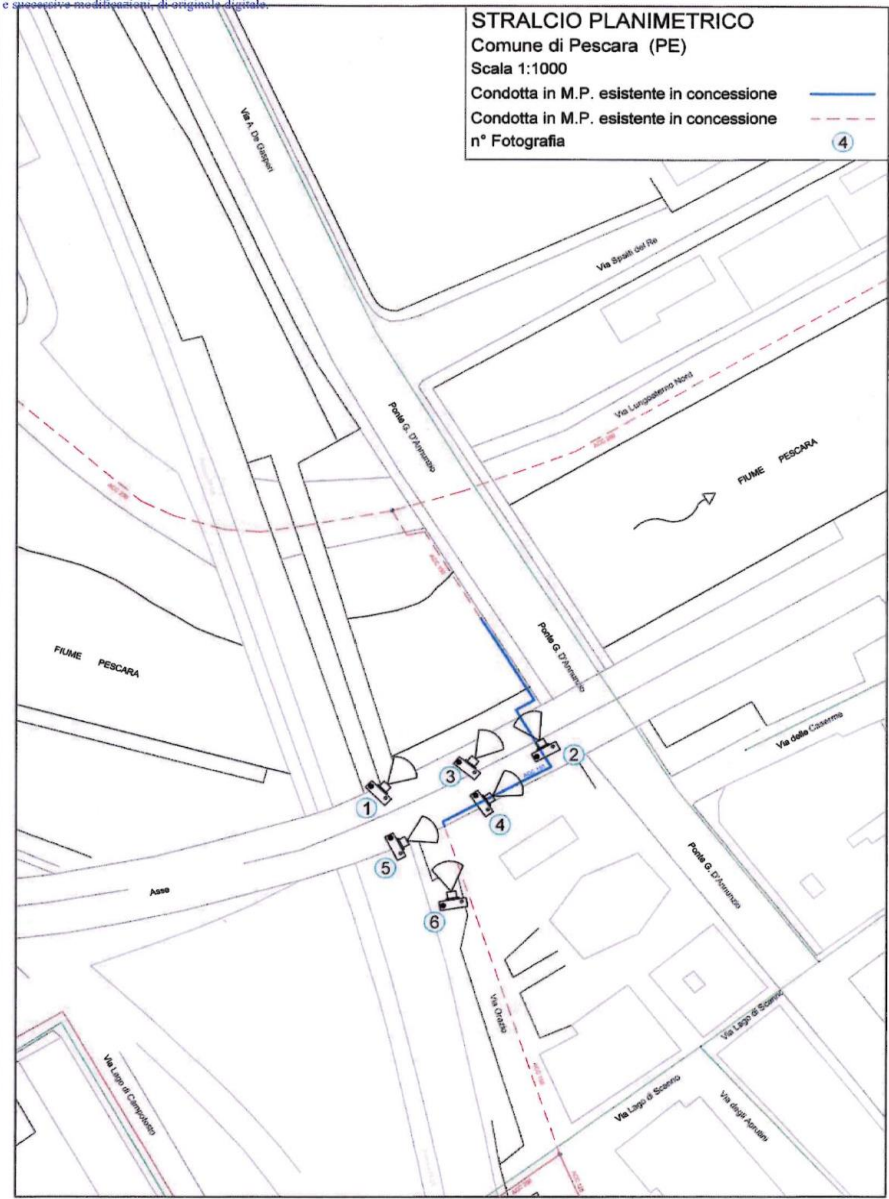 e successive modificazioni, di originale digitale.
STRALCIO PLANIMETRICO
Comune di Pescara (PE)
Scala 1:1000
Condotta in M.P. esistente in concessione
Condotta in M.P. esistente in concessione
n° Fotografia
4
Via A. De Gasperi
Via Spalti del Re
Ponte G. D'Annunzio
Via Lungoaterno Nord
FIUME PESCARA
FIUME PESCARA
Ponte G. D'Annunzio
Via delle Caserme
1
3
2
4
5
6
Asse
Ponte G. D'Annunzio
Via Orazio
Via Lago di Scanno
Via Lago di Scanno
Via degli Aprutini
Via Lago di Campotosto